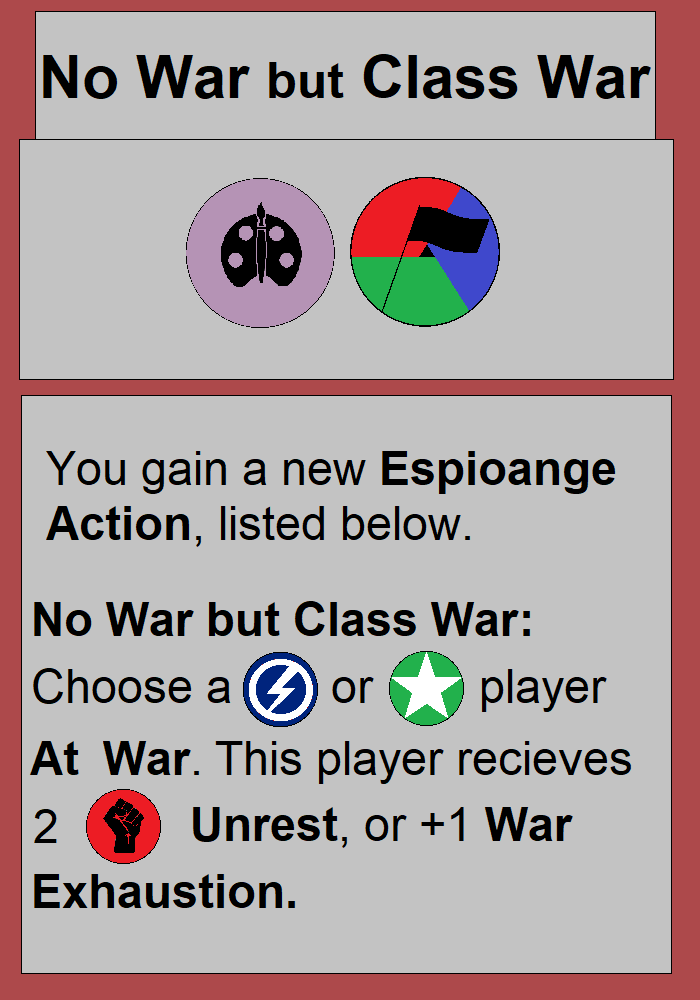 No War but Class War
You gain a new Espioange
Action, listed below.
No War but Class War:
Choose a or player
At War. This player recieves
2 Unrest, or +1 War
Exhaustion.